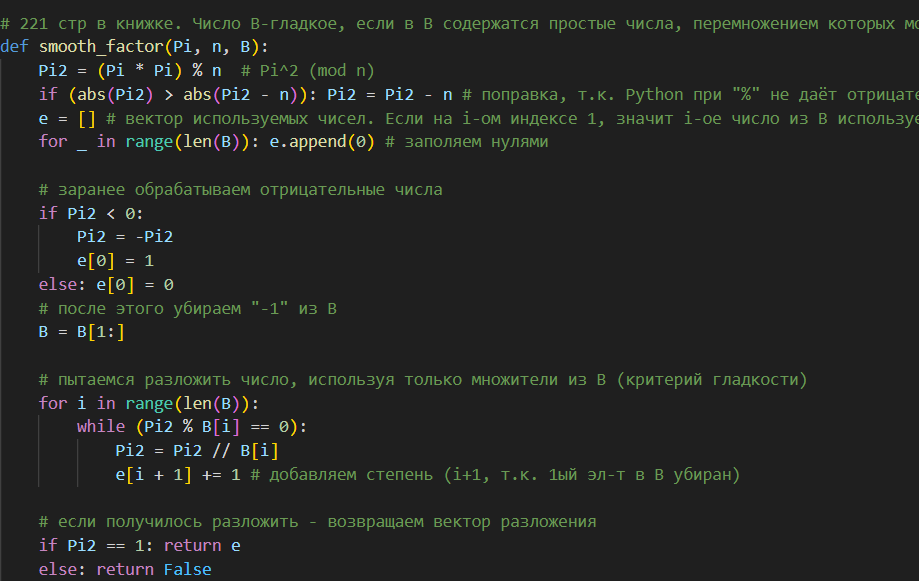 # 221 стр в книжке. Число B-гладкое, если в B содержатся простые числа, перемножением которых
def smooth_factor(Pi, n, B):
    Pi2 = (Pi * Pi) % n  # Pi^2 (mod n)
    if (abs(Pi2) > abs(Pi2 - n)): Pi2 = Pi2 - n # поправка, т.к. Python при "%" не даёт
    e = [] # вектор используемых чисел. Если на i-ом индексе 1, значит i-ое число из B
    for _ in range(len(B)): e.append(0) # заполяем нулями
    # заранее обрабатываем отрицательные числа
    if Pi2 < 0:
        Pi2 = -Pi2
        e[0] = 1
    else: e[0] = 0
    # после этого убираем "-1" из B
    B = B[1:]
    # пытаемся разложить число, используя только множители из B (критерий гладкости)
    for i in range(len(B)):
        while (Pi2 % B[i] == 0):
            Pi2 = Pi2 // B[i]
            e[i + 1] += 1 # добавляем степень (i+1, т.к. 1ый эл-т в B убиран)
    # если получилось разложить - возвращаем вектор разложения
    if Pi2 == 1: return e
    else: return False